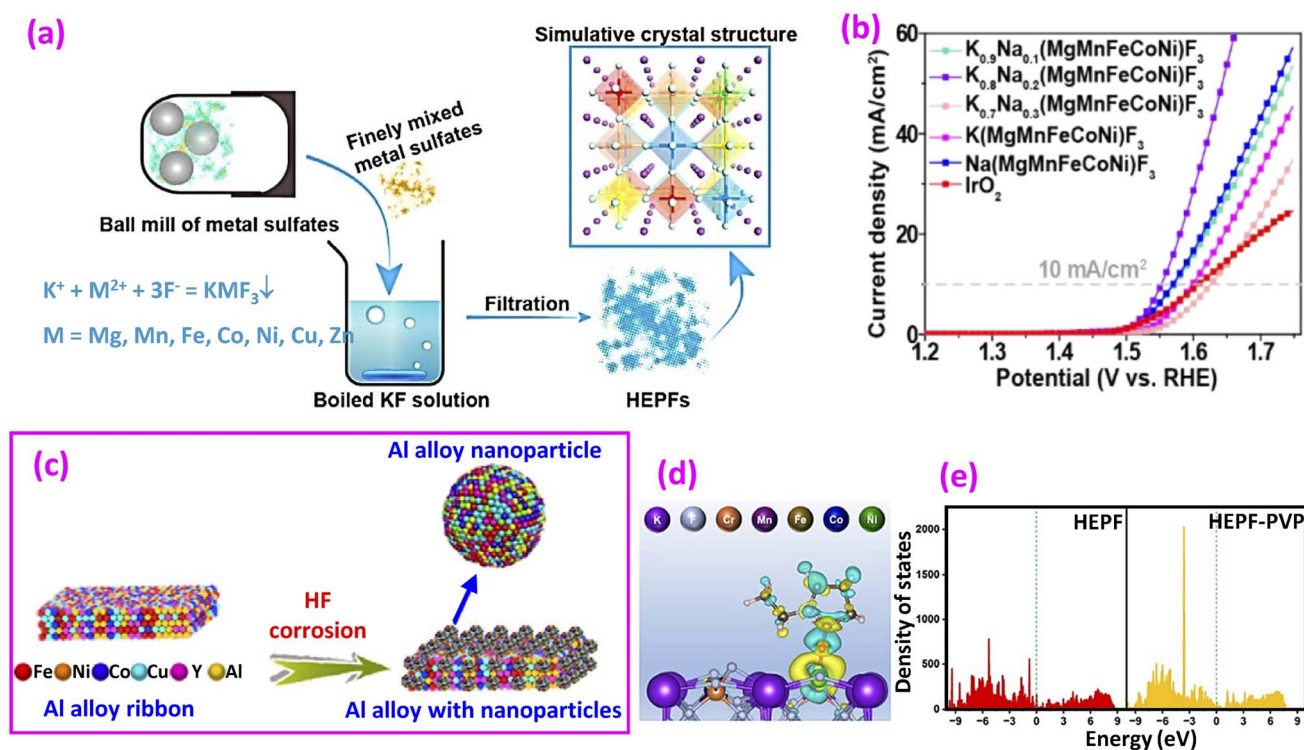 (a)
Simulative crystal structure
Finely mixed
metal sulfates
Ball mill of metal sulfates
K⁺ + M²⁺ + 3F⁻ = KMF₃↓
M = Mg, Mn, Fe, Co, Ni, Cu, Zn
Filtration
Boiled KF solution
HEPFs
(b)
K₀.₉Na₀.₁(MgMnFeCoNi)F₃
K₀.₈Na₀.₂(MgMnFeCoNi)F₃
K₀.₇Na₀.₃(MgMnFeCoNi)F₃
K(MgMnFeCoNi)F₃
Na(MgMnFeCoNi)F₃
IrO₂
10 mA/cm²
Current density (mA/cm²)
60
40
20
0
1.2 1.3 1.4 1.5 1.6 1.7
Potential (V vs. RHE)
(c)
Al alloy nanoparticle
HF
corrosion
Fe Ni Co Cu Y Al
Al alloy ribbon
Al alloy with nanoparticles
(d)
K F Cr Mn Fe Co Ni
(e)
HEPF
HEPF-PVP
Density of states
2000
1500
1000
500
0
-9 -6 -3 0 3 6 9
-9 -6 -3 0 3 6 9
Energy (eV)